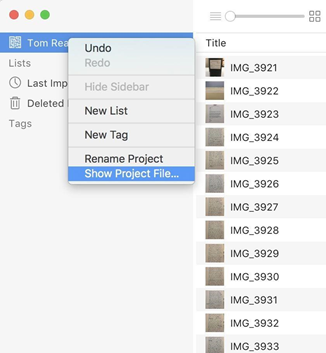 Tom Rea
Lists
Last Imp
Deleted
Tags
Undo
Redo
Hide Sidebar
New List
New Tag
Rename Project
Show Project File...
Title
IMG_3921
IMG_3922
IMG_3923
IMG_3924
IMG_3925
IMG_3926
IMG_3927
IMG_3928
IMG_3929
IMG_3930
IMG_3931
IMG_3932
IMG_3933